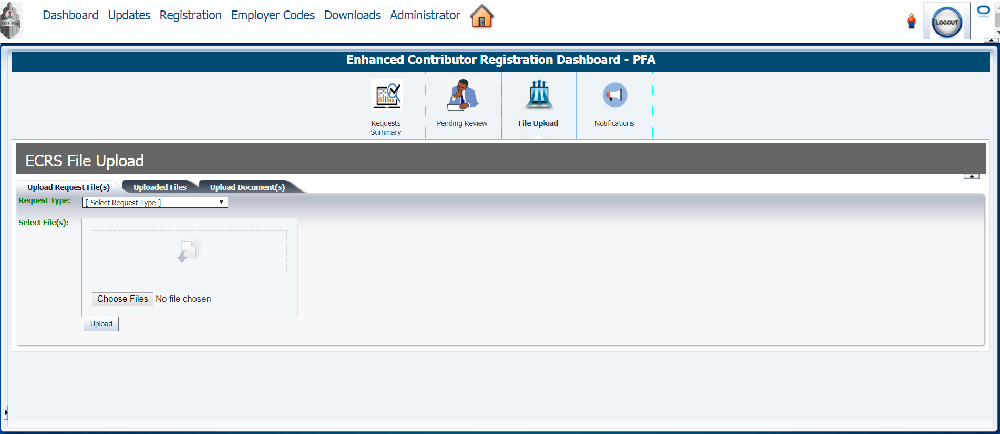 PenCom
Dashboard Updates Registration Employer Codes Downloads Administrator
LOGOUT
Enhanced Contributor Registration Dashboard - PFA
Requests
Summary
Pending Review
File Upload
Notifications
ECRS File Upload
Upload Request File(s) Uploaded Files Upload Document(s)
Request Type: [-Select Request Type-]
Select File(s):
Choose Files No file chosen
Upload